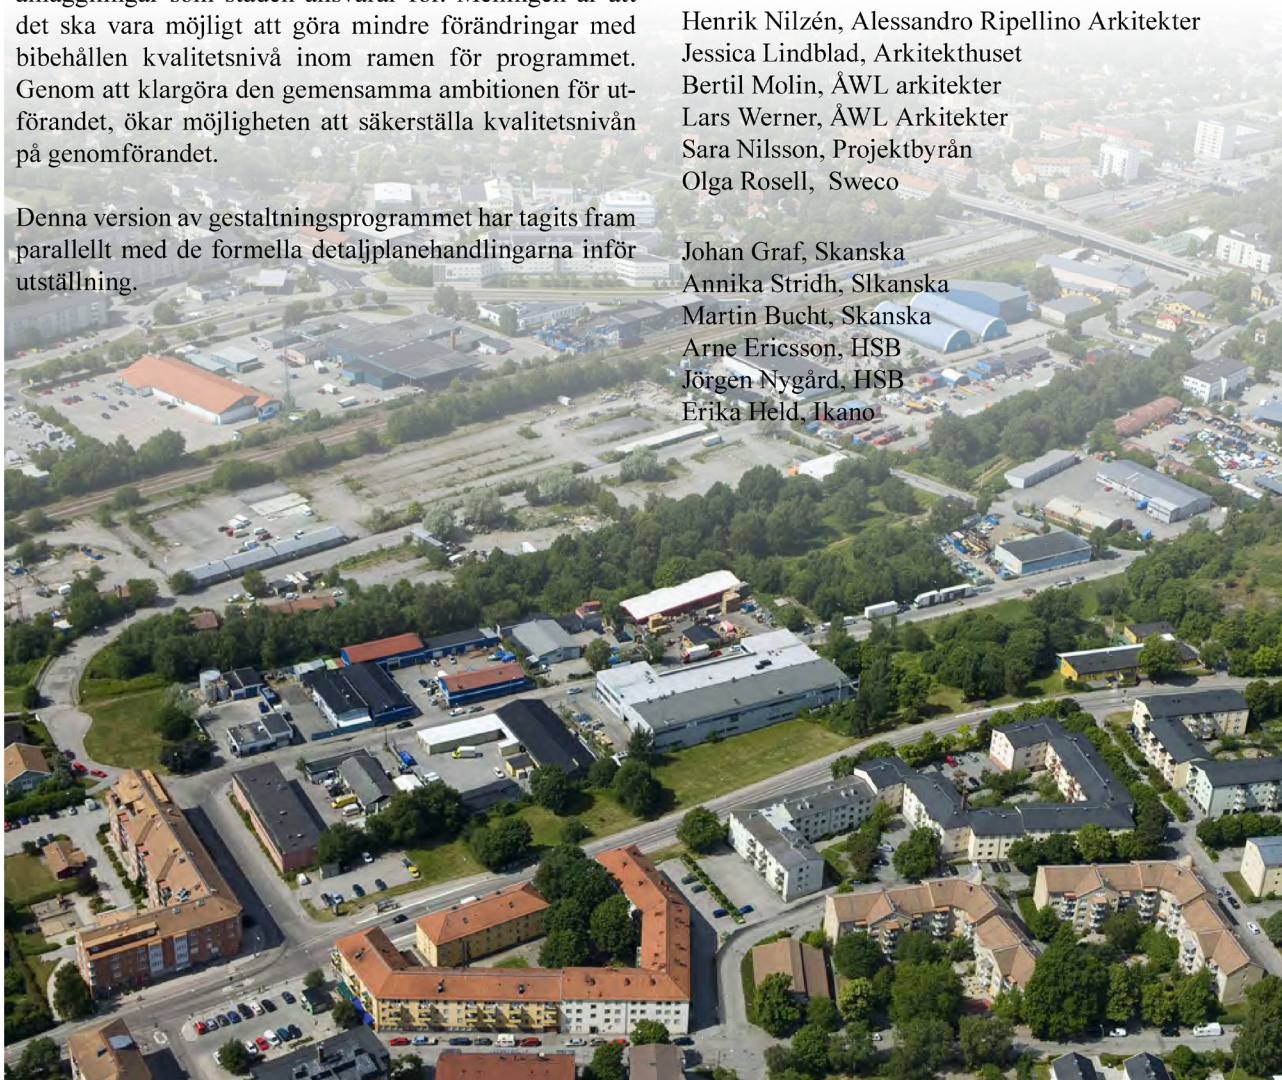 det ska vara möjligt att göra mindre förändringar med
bibehållen kvalitetsnivå inom ramen för programmet.
Genom att klargöra den gemensamma ambitionen för ut-
förandet, ökar möjligheten att säkerställa kvalitetsnivån
på genomförandet.
Denna version av gestaltningsprogrammet har tagits fram
parallellt med de formella detaljplanehandlingarna inför
utställning.
Henrik Nilzén, Alessandro Ripellino Arkitekter
Jessica Lindblad, Arkitekthuset
Bertil Molin, ÅWL arkitekter
Lars Werner, ÅWL Arkitekter
Sara Nilsson, Projektbyrån
Olga Rosell, Sweco
Johan Graf, Skanska
Annika Stridh, Slkanska
Martin Bucht, Skanska
Arne Ericsson, HSB
Jörgen Nygård, HSB
Erika Held, Ikano